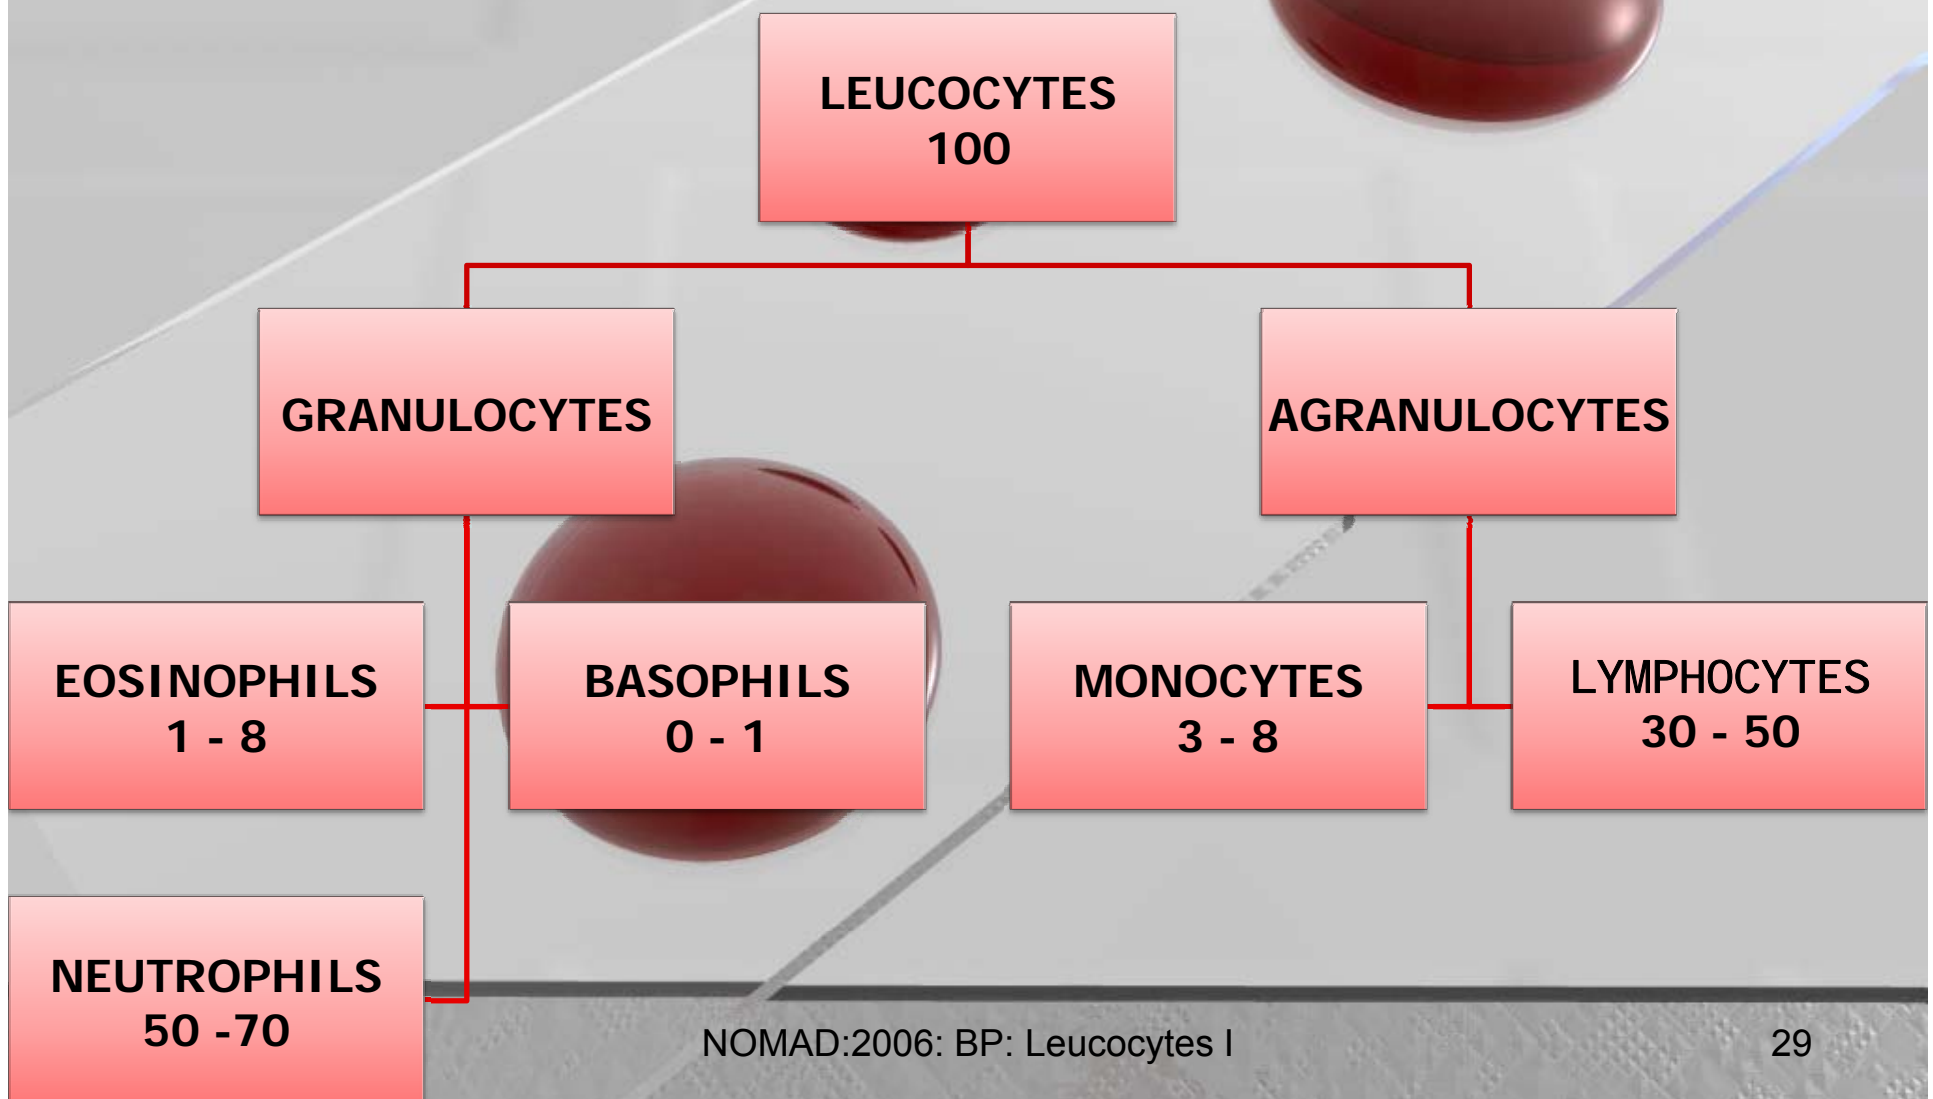 LEUCOCYTES
100
GRANULOCYTES
AGRANULOCYTES
EOSINOPHILS
1 - 8
BASOPHILS
0 - 1
MONOCYTES
3 - 8
LYMPHOCYTES
30 - 50
NEUTROPHILS
50 -70
NOMAD:2006: BP: Leucocytes I
29